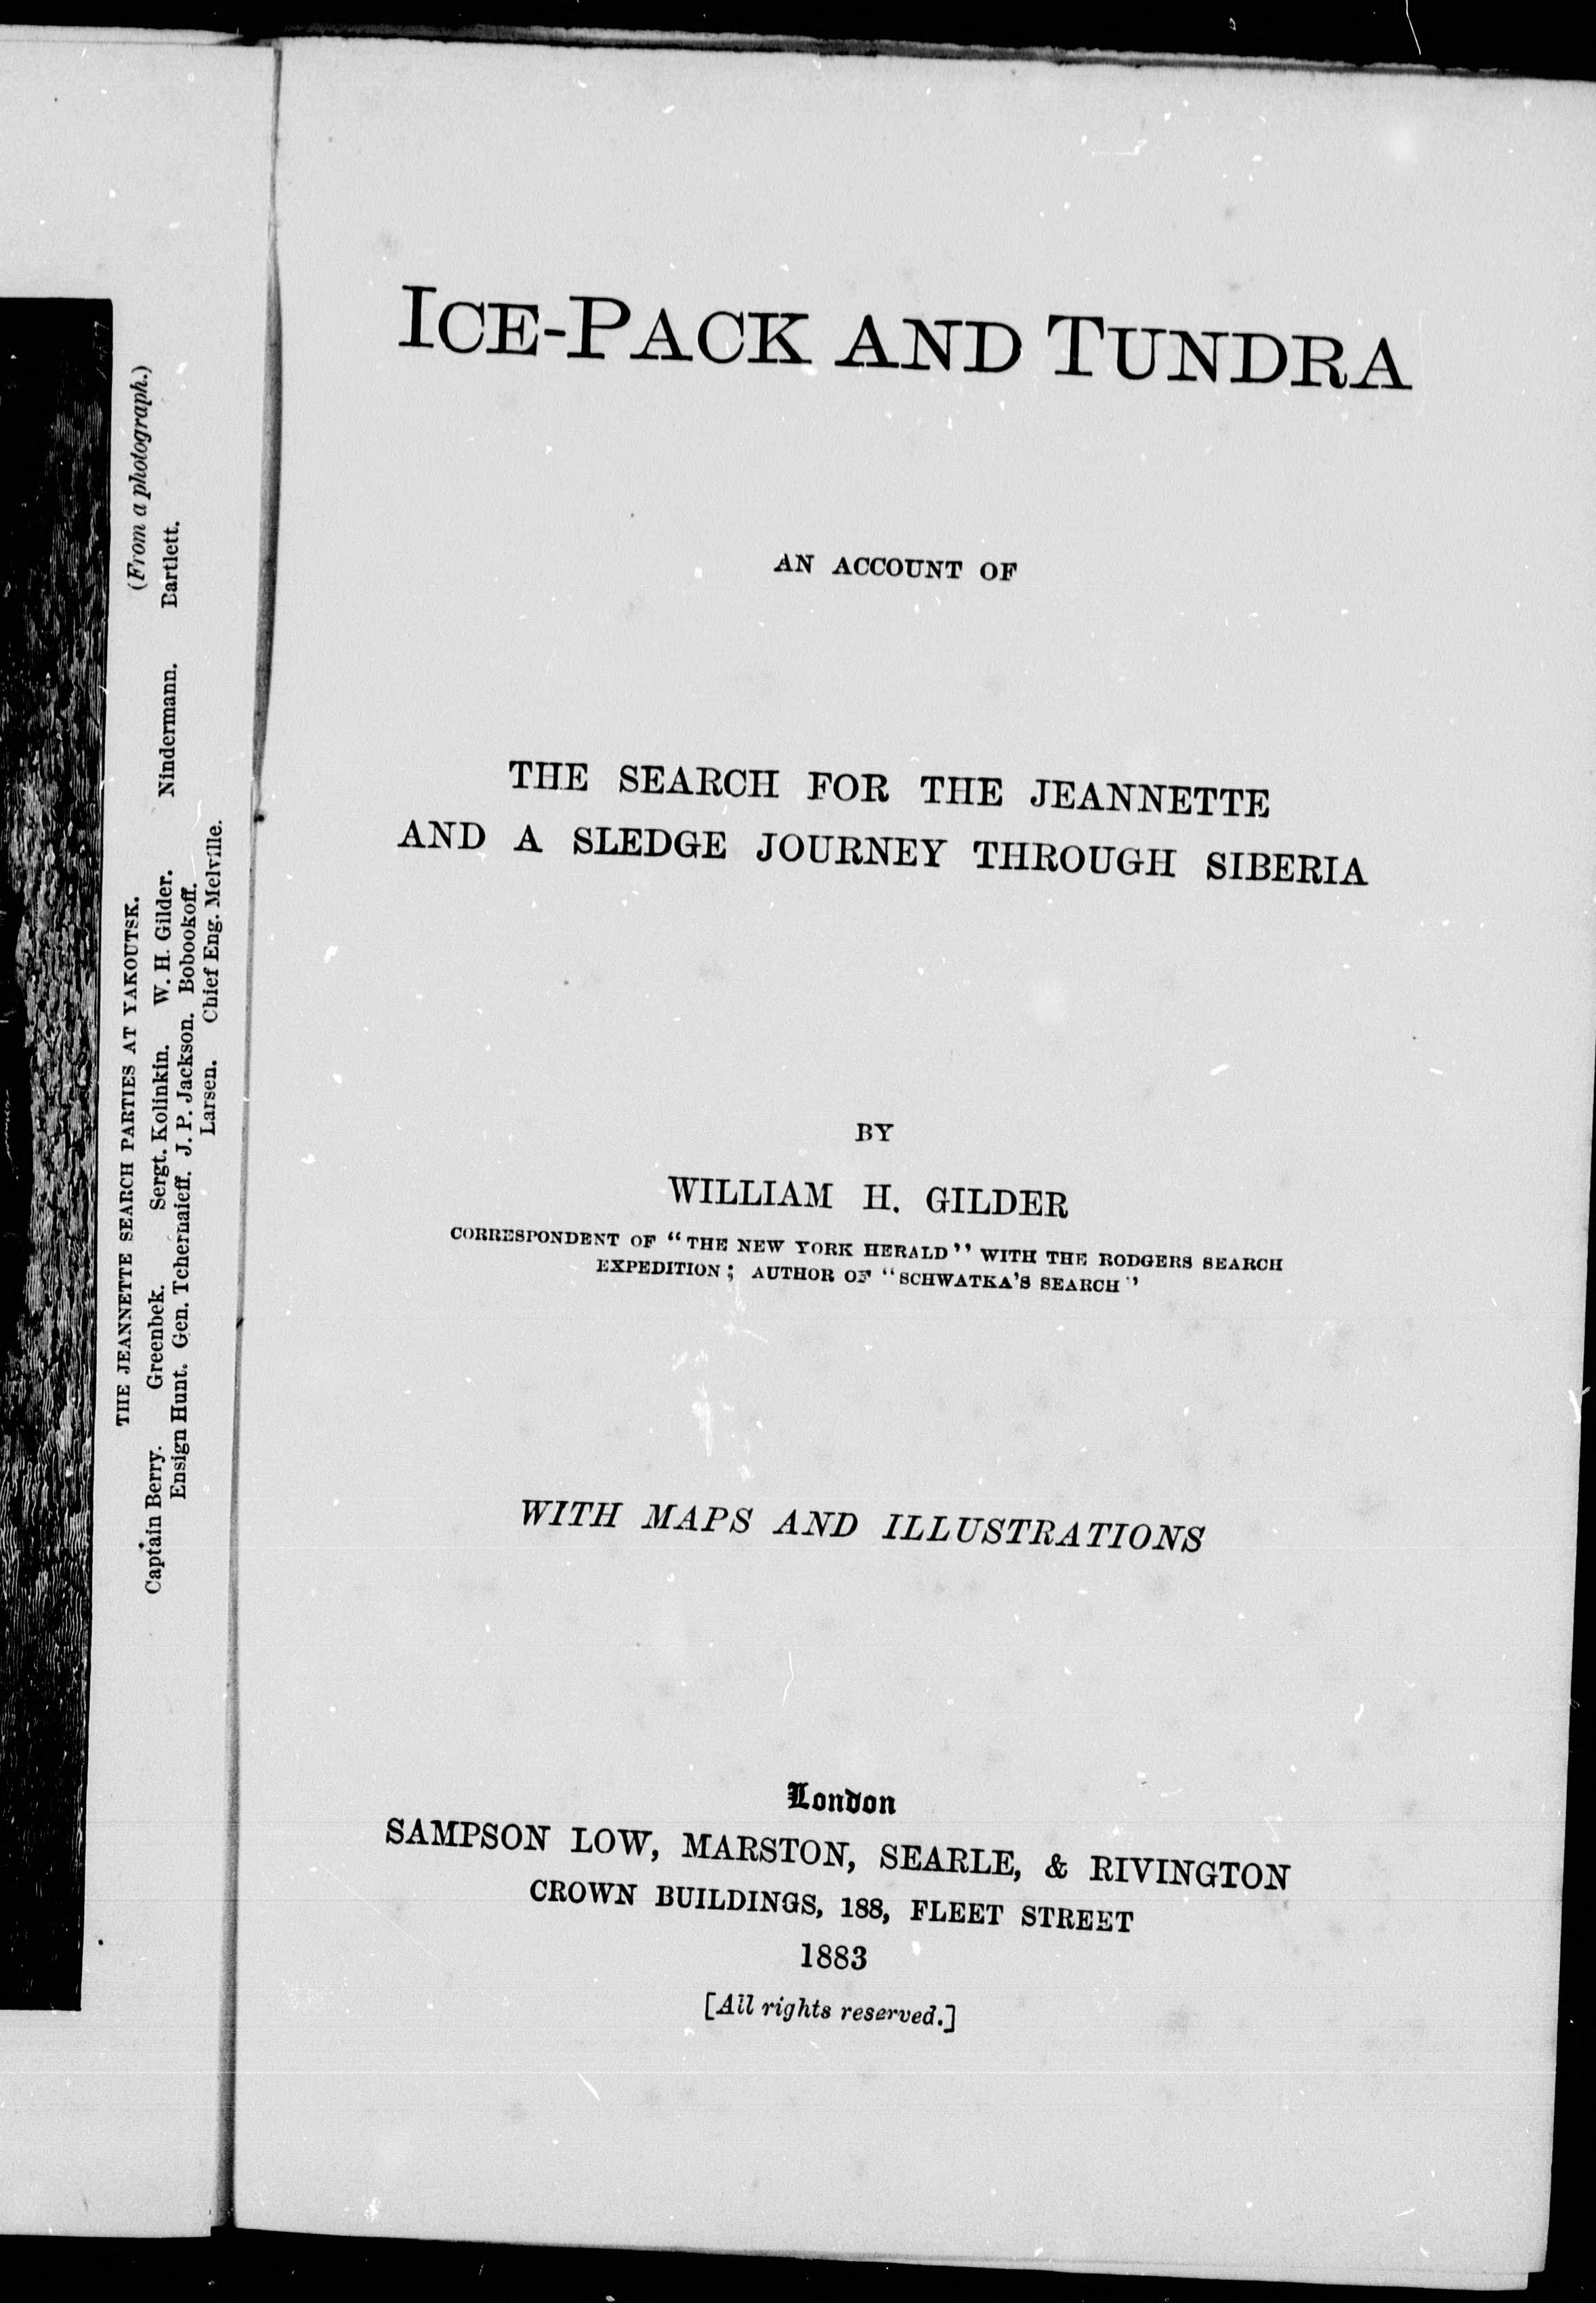 THE JEANNETTE SEARCH PARTIES AT YAKOUTSK.
(From a photograph.)
Captain Berry. Greenbek. Sergt. Kolinkin. W. H. Gilder. Nindermann. Bartlett.
Ensign Hunt. Gen. Tchernaieff. J. P. Jackson. Bobookoff.
Larsen. Chief Eng. Melville.
ICE-PACK AND TUNDRA
AN ACCOUNT OF
THE SEARCH FOR THE JEANNETTE
AND A SLEDGE JOURNEY THROUGH SIBERIA
BY
WILLIAM H. GILDER
CORRESPONDENT OF "THE NEW YORK HERALD" WITH THE RODGERS SEARCH
EXPEDITION; AUTHOR OF "SCHWATKA'S SEARCH"
WITH MAPS AND ILLUSTRATIONS
London
SAMPSON LOW, MARSTON, SEARLE, & RIVINGTON
CROWN BUILDINGS, 188, FLEET STREET
1883
[All rights reserved.]